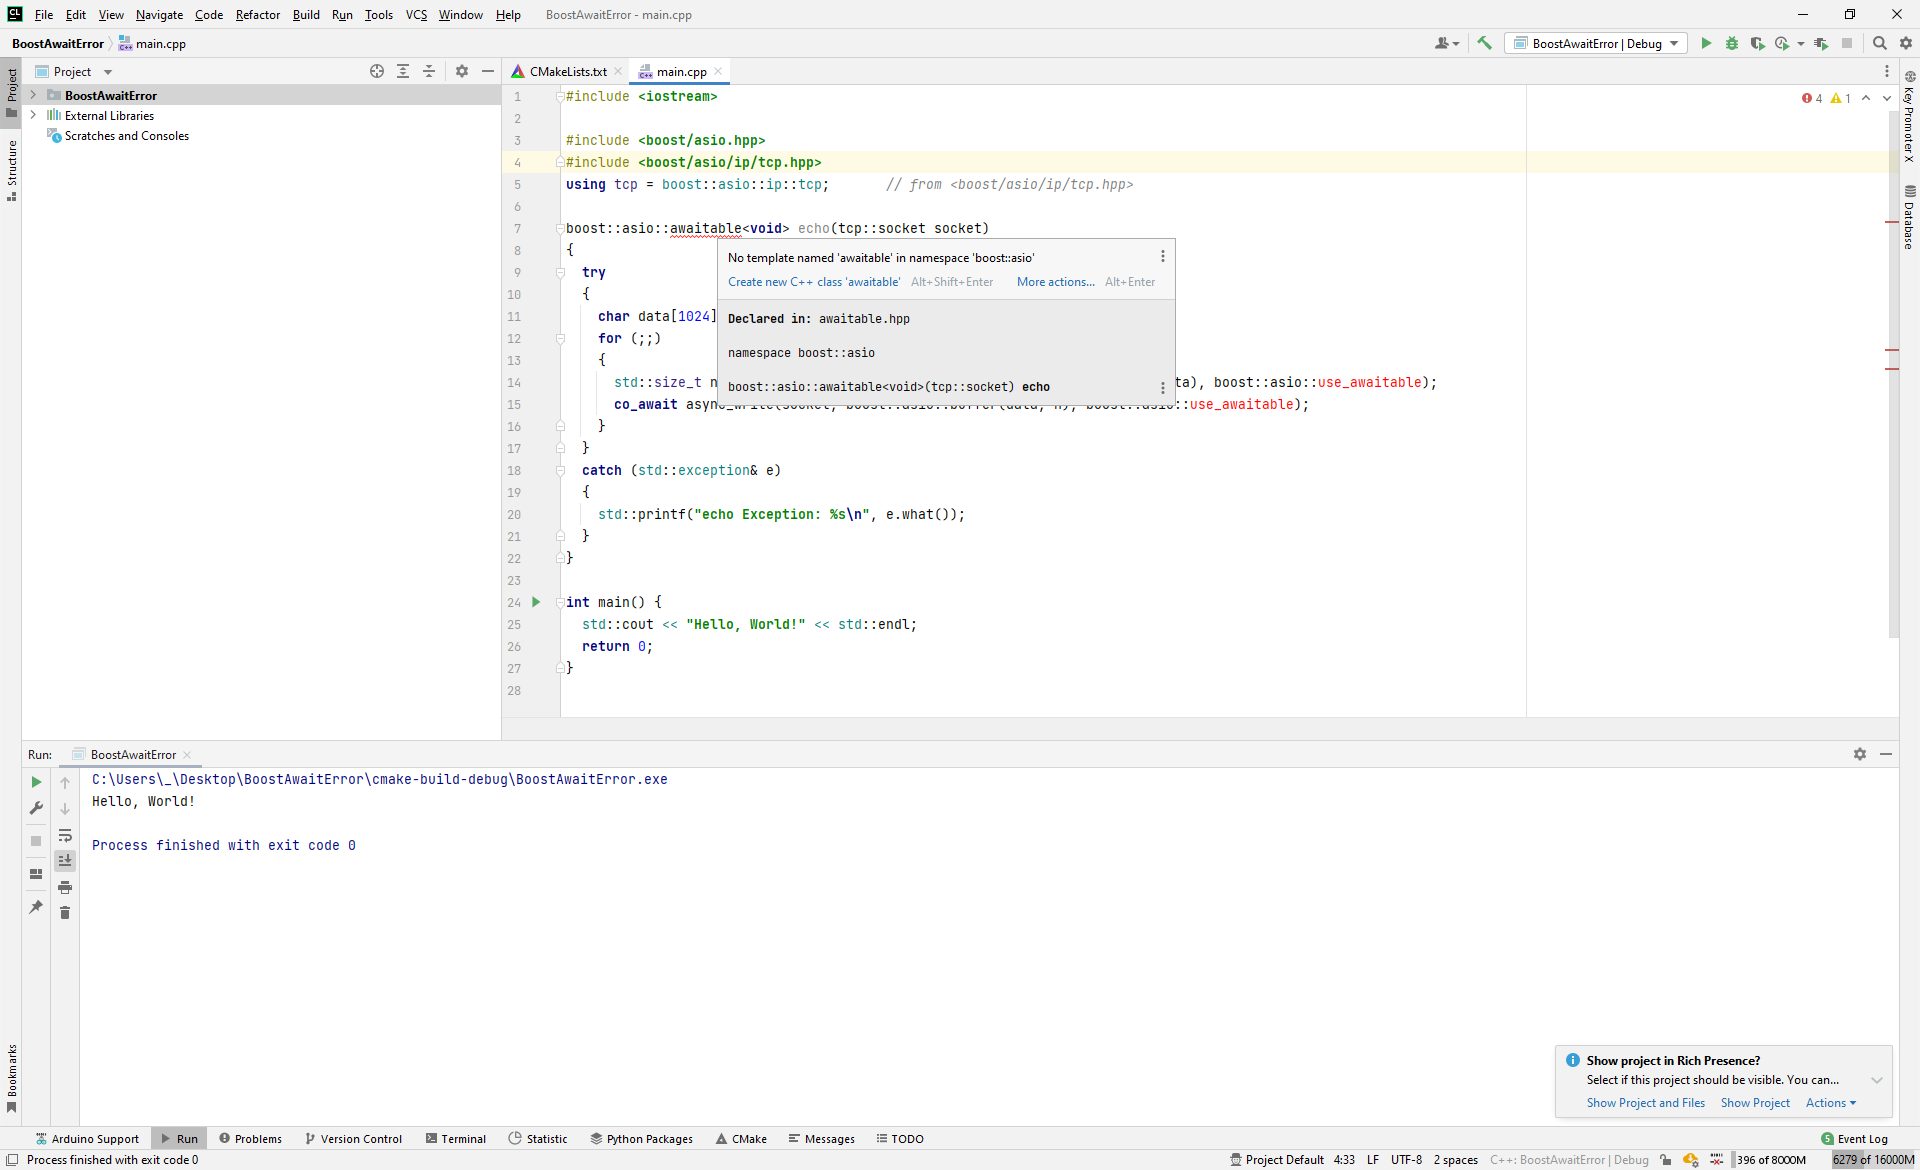 File Edit View Navigate Code Refactor Build Run Tools VCS Window Help BoostAwaitError - main.cpp
BoostAwaitError main.cpp BoostAwaitError | Debug
Project
CMakeLists.txt main.cpp
BoostAwaitError
External Libraries
Scratches and Consoles
Project
Structure
Bookmarks
4 1
Key Promoter X
Database
1 #include <iostream>
2
3 #include <boost/asio.hpp>
4 #include <boost/asio/ip/tcp.hpp>
5 using tcp = boost::asio::ip::tcp; // from <boost/asio/ip/tcp.hpp>
6
7 boost::asio::awaitable<void> echo(tcp::socket socket)
8 {
9 try
10 {
11 char data[1024]
12 for (;;)
13 {
14 std::size_t n ta), boost::asio::use_awaitable);
15 co_await async_write(socket, boost::asio::buffer(data, n), boost::asio::use_awaitable);
16 }
17 }
18 catch (std::exception& e)
19 {
20 std::printf("echo Exception: %s\n", e.what());
21 }
22 }
23
24 int main() {
25 std::cout << "Hello, World!" << std::endl;
26 return 0;
27 }
28
No template named 'awaitable' in namespace 'boost::asio'
Create new C++ class 'awaitable' Alt+Shift+Enter More actions... Alt+Enter
Declared in: awaitable.hpp
namespace boost::asio
boost::asio::awaitable<void>(tcp::socket) echo
Run: BoostAwaitError
C:\Users\_\Desktop\BoostAwaitError\cmake-build-debug\BoostAwaitError.exe
Hello, World!
Process finished with exit code 0
Show project in Rich Presence?
Select if this project should be visible. You can...
Show Project and Files Show Project Actions
Arduino Support Run Problems Version Control Terminal Statistic Python Packages CMake Messages TODO 5 Event Log
Process finished with exit code 0 Project Default 4:33 LF UTF-8 2 spaces C++: BoostAwaitError | Debug 396 of 8000M 6279 of 16000M